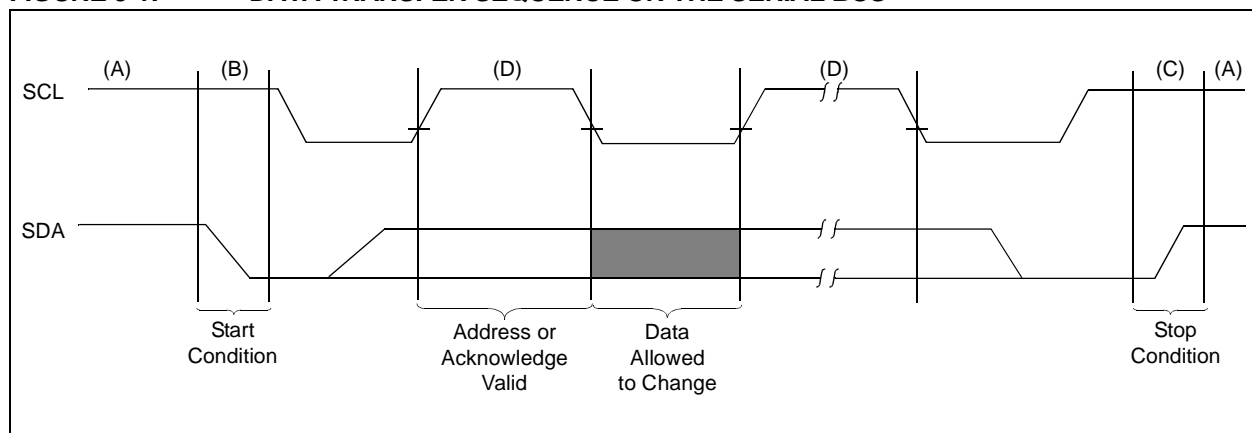 FIGURE DATA TRANSFER SEQUENCE ON THE SERIAL BUS
(A) (B) (D) (D) (C) (A)
SCL
SDA
Start
Condition
Address or
Acknowledge
Valid
Data
Allowed
to Change
Stop
Condition